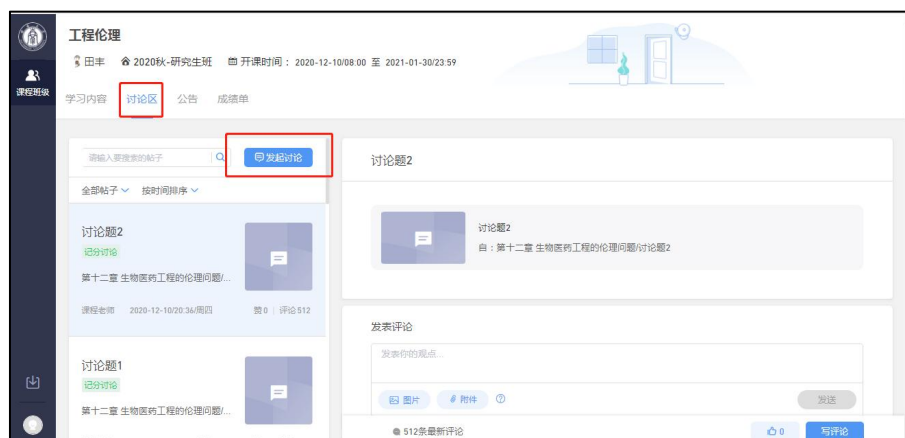 工程伦理
田丰 2020秋-研究生班 开课时间：2020-12-10/08:00 至 2021-01-30/23:59
课程班级
学习内容 讨论区 公告 成绩单
请输入要搜索的帖子 发起讨论
全部帖子 按时间排序
讨论题2
记分讨论
第十二章 生物医药工程的伦理问题/...
课程老师 2020-12-10/20:36/周四 赞 0 评论 512
讨论题1
记分讨论
第十二章 生物医药工程的伦理问题/...
讨论题2
讨论题2
自：第十二章 生物医药工程的伦理问题/讨论题2
发表评论
发表你的观点...
图片 附件 发送
512条最新评论 0 写评论